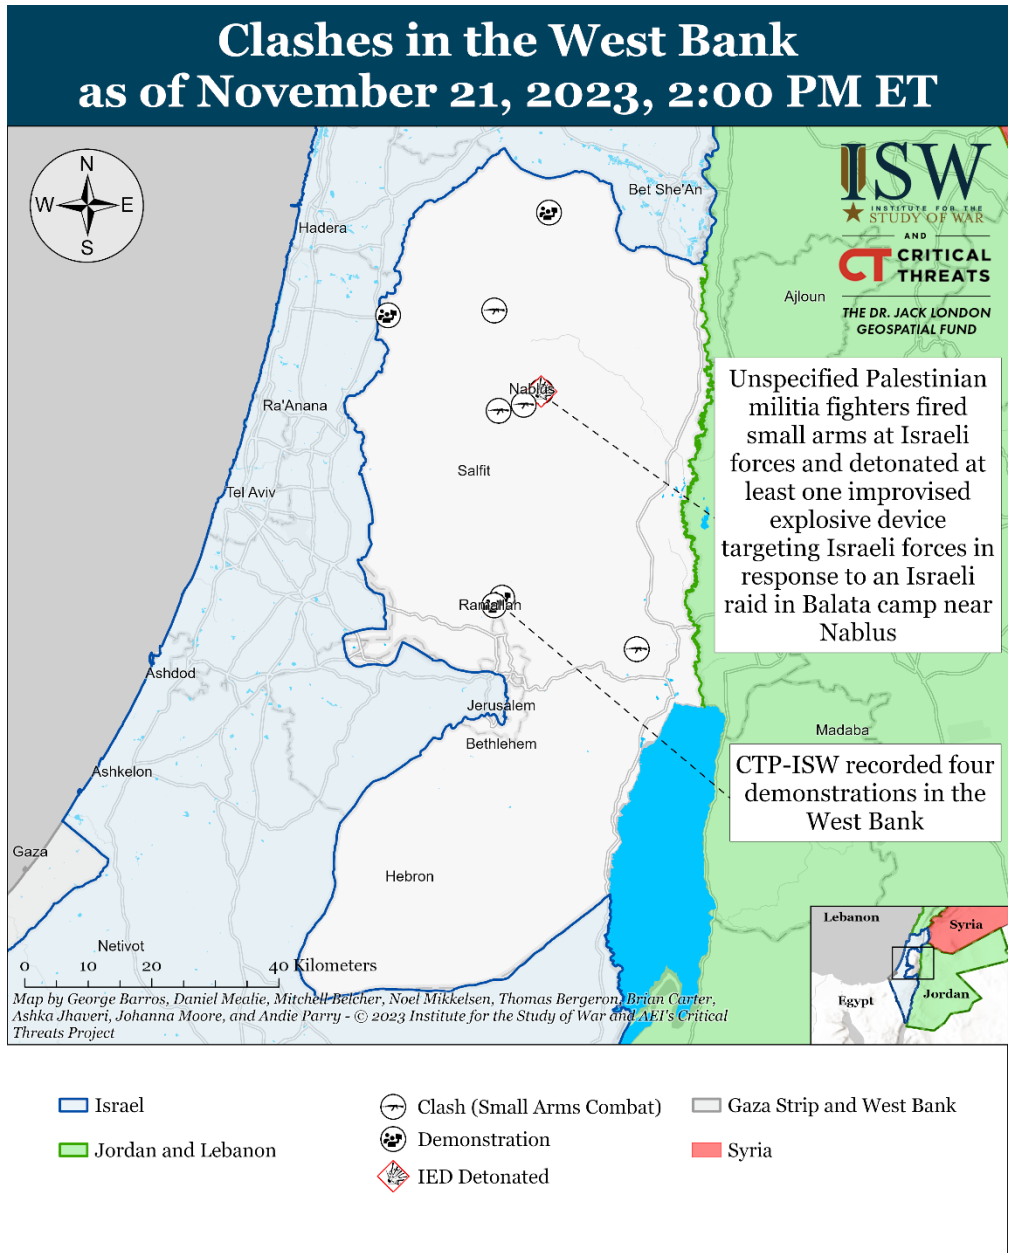 Clashes in the West Bank
as of November 21, 2023, 2:00 PM ET
N
W
E
S
ISW
INSTITUTE FOR THE
STUDY OF WAR
AND
CT CRITICAL
THREATS
THE DR. JACK LONDON
GEOSPATIAL FUND
Bet She'An
Hadera
Ajloun
Nablus
Ra'Anana
Salfit
Tel Aviv
Unspecified Palestinian
militia fighters fired
small arms at Israeli
forces and detonated at
least one improvised
explosive device
targeting Israeli forces in
response to an Israeli
raid in Balata camp near
Nablus
Ramallah
Ashdod
Jerusalem
Bethlehem
Madaba
Ashkelon
CTP-ISW recorded four
demonstrations in the
West Bank
Gaza
Hebron
Netivot
Lebanon
Syria
Egypt
Jordan
0 10 20 40 Kilometers
Map by George Barros, Daniel Mealie, Mitchell Belcher, Noel Mikkelsen, Thomas Bergeron, Brian Carter,
Ashka Jhaveri, Johanna Moore, and Andie Parry - © 2023 Institute for the Study of War and AEI's Critical
Threats Project
Israel
Jordan and Lebanon
Clash (Small Arms Combat)
Demonstration
IED Detonated
Gaza Strip and West Bank
Syria